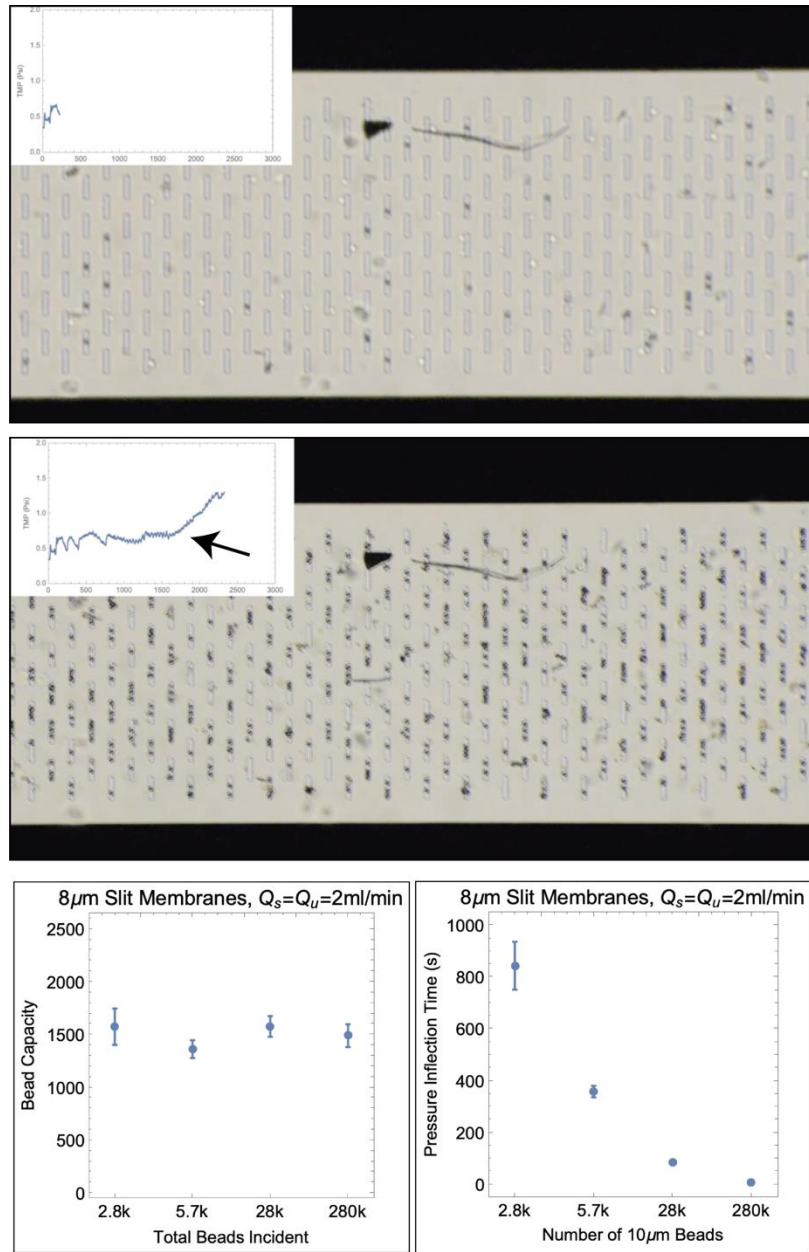 2.0
1.5
1.0
0.5
0.0
TMP (Psi)
0 500 1000 1500 2000 2500 3000
2.0
1.5
1.0
0.5
0.0
TMP (Psi)
0 500 1000 1500 2000 2500 3000
8μm Slit Membranes, Qs=Qu=2ml/min
2500
2000
1500
1000
500
0
Bead Capacity
2.8k 5.7k 28k 280k
Total Beads Incident
8μm Slit Membranes, Qs=Qu=2ml/min
1000
800
600
400
200
0
Pressure Inflection Time (s)
2.8k 5.7k 28k 280k
Number of 10μm Beads